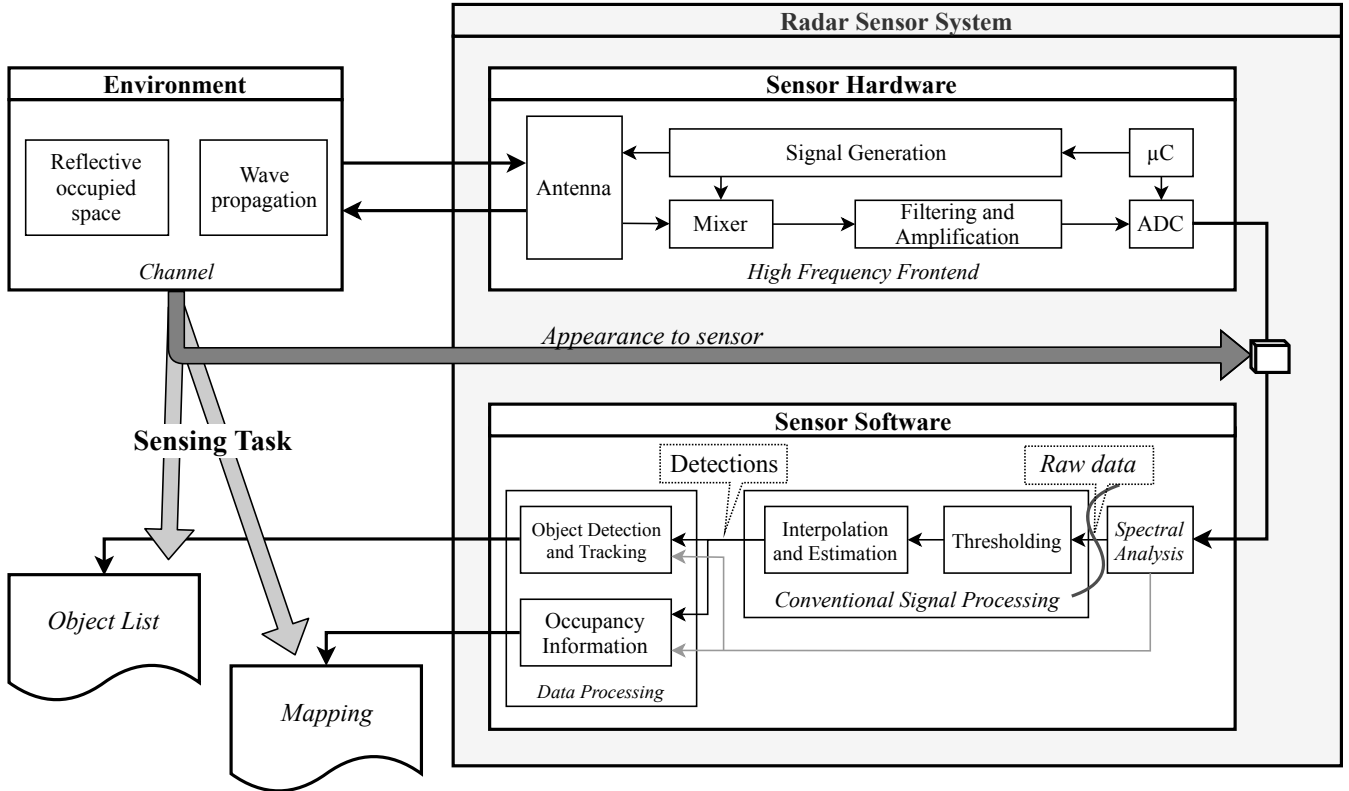 Radar Sensor System
Environment
Reflective
occupied
space
Wave
propagation
Channel
Sensor Hardware
Antenna
Signal Generation
μC
Mixer
Filtering and
Amplification
ADC
High Frequency Frontend
Appearance to sensor
Sensing Task
Sensor Software
Detections
Raw data
Object Detection
and Tracking
Interpolation
and Estimation
Thresholding
Spectral
Analysis
Conventional Signal Processing
Occupancy
Information
Data Processing
Object List
Mapping